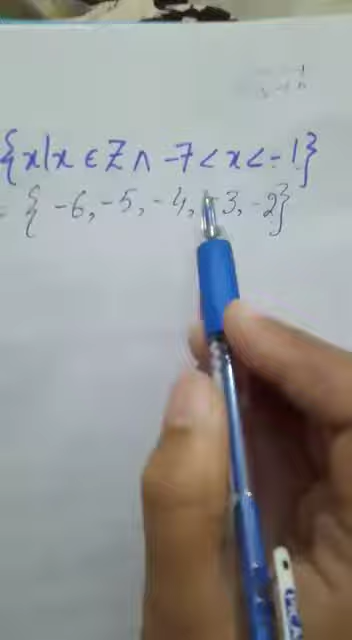 {x|x ∈ Z ∧ -7 < x < -1}
= { -6, -5, -4, -3, -2}